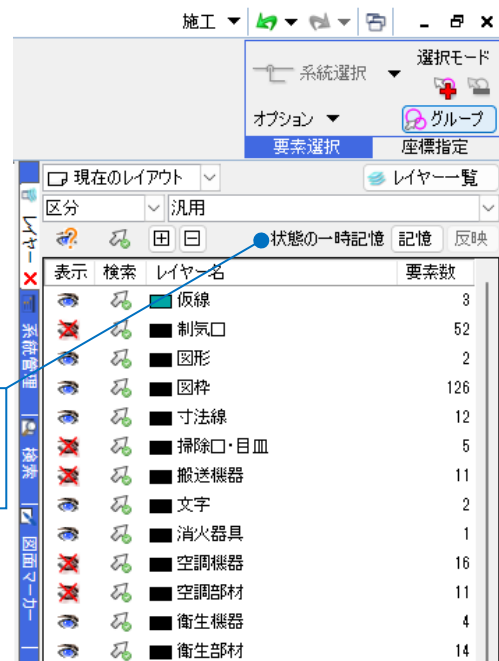 施工
選択モード
系統選択
オプション
グループ
要素選択
座標指定
レイヤー
系統管理
検索
図面マーカー
現在のレイアウト
レイヤー一覧
区分
汎用
状態の一時記憶
記憶
反映
表示 検索 レイヤー名 要素数
仮線 3
制気口 52
図形 2
図枠 126
寸法線 12
掃除口・目皿 5
搬送機器 11
文字 2
消火器具 1
空調機器 16
空調部材 11
衛生機器 4
衛生部材 14